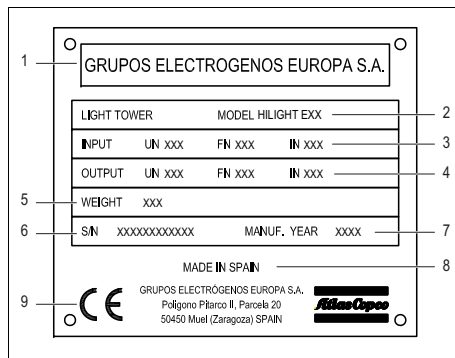 1 GRUPOS ELECTROGENOS EUROPA S.A.
LIGHT TOWER MODEL HILIGHT EXX 2
INPUT UN XXX FN XXX IN XXX 3
OUTPUT UN XXX FN XXX IN XXX 4
5 WEIGHT XXX
6 S/N XXXXXXXXXXXX MANUF. YEAR XXXX 7
MADE IN SPAIN 8
9 CE
GRUPOS ELECTRÓGENOS EUROPA S.A.
Poligono Pitarco II, Parcela 20
50450 Muel (Zaragoza) SPAIN
Atlas Copco